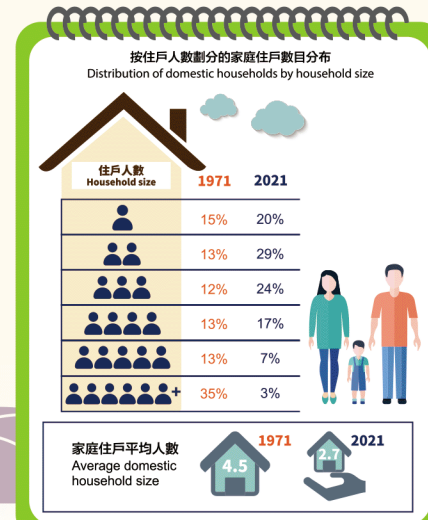 按住戶人數劃分的家庭住戶數目分布
Distribution of domestic households by household size
住戶人數
Household size
1971 2021
15% 20%
13% 29%
12% 24%
13% 17%
13% 7%
+ 35% 3%
家庭住戶平均人數
Average domestic
household size
1971 2021
4.5 2.7